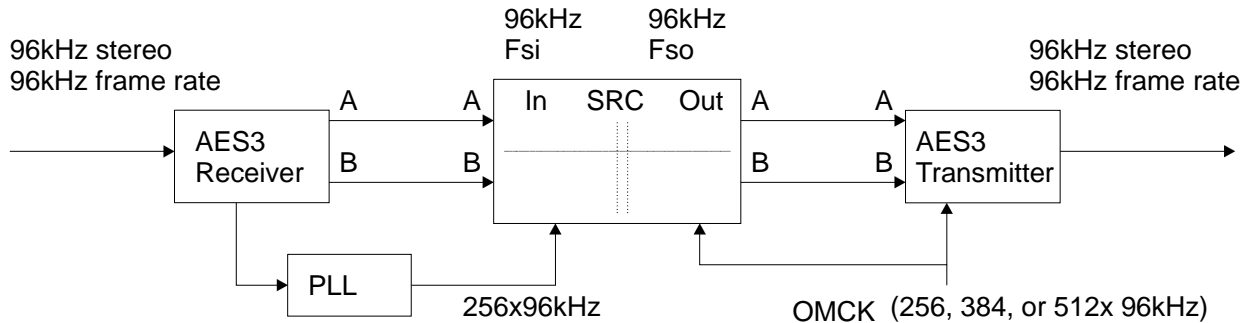 96kHz stereo
96kHz frame rate
96kHz
Fsi
96kHz
Fso
96kHz stereo
96kHz frame rate
AES3
Receiver
A
B
A
B
In
SRC
Out
A
B
A
B
AES3
Transmitter
PLL
256x96kHz
OMCK (256, 384, or 512x 96kHz)